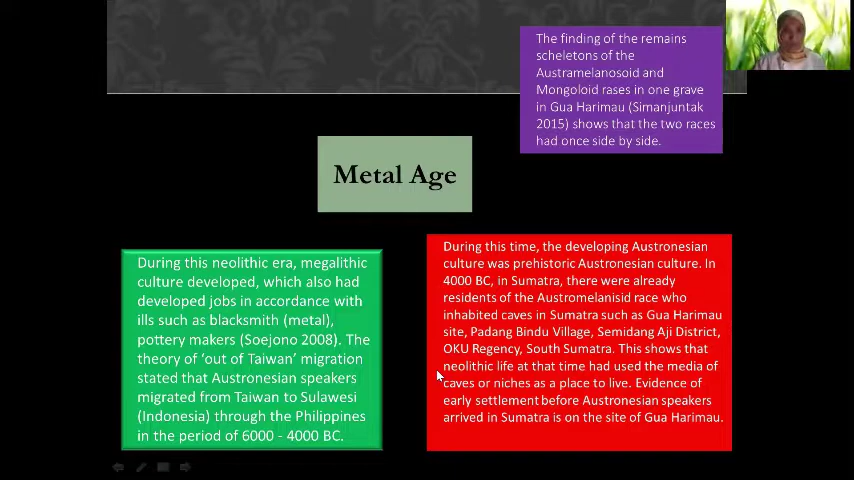 The finding of the remains
scheletons of the
Austramelanosoid and
Mongoloid rases in one grave
in Gua Harimau (Simanjuntak
2015) shows that the two races
had once side by side.
Metal Age
During this neolithic era, megalithic
culture developed, which also had
developed jobs in accordance with
ills such as blacksmith (metal),
pottery makers (Soejono 2008). The
theory of ‘out of Taiwan’ migration
stated that Austronesian speakers
migrated from Taiwan to Sulawesi
(Indonesia) through the Philippines
in the period of 6000 - 4000 BC.
During this time, the developing Austronesian
culture was prehistoric Austronesian culture. In
4000 BC, in Sumatra, there were already
residents of the Austromelanisid race who
inhabited caves in Sumatra such as Gua Harimau
site, Padang Bindu Village, Semidang Aji District,
OKU Regency, South Sumatra. This shows that
neolithic life at that time had used the media of
caves or niches as a place to live. Evidence of
early settlement before Austronesian speakers
arrived in Sumatra is on the site of Gua Harimau.